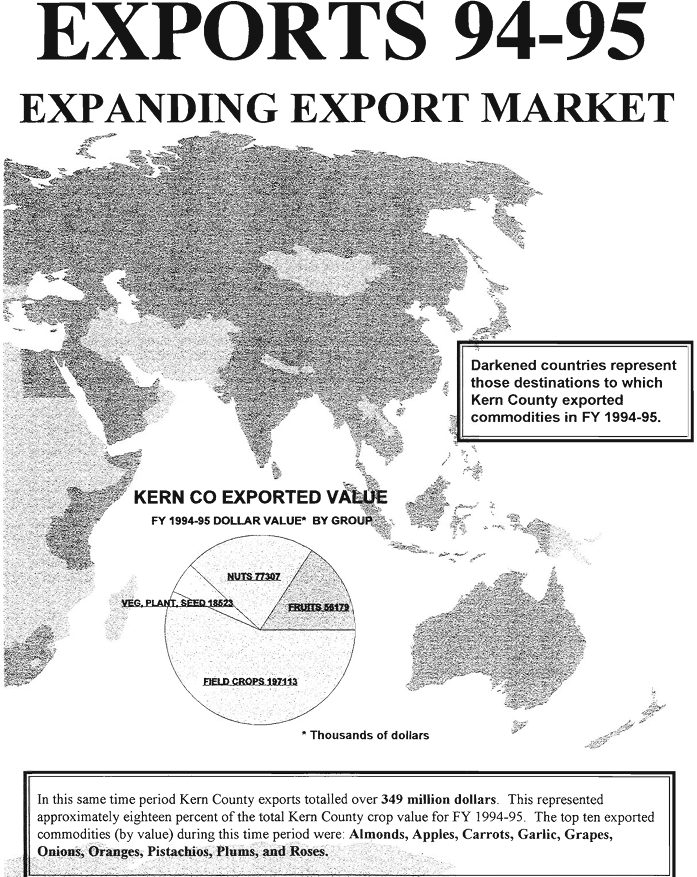 EXPORTS 94-95
EXPANDING EXPORT MARKET
Darkened countries represent
those destinations to which
Kern County exported
commodities in FY 1994-95.
KERN CO EXPORTED VALUE
FY 1994-95 DOLLAR VALUE* BY GROUP
NUTS 77307
VEG, PLANT, SEED 18523
FRUITS 56179
FIELD CROPS 197113
* Thousands of dollars
In this same time period Kern County exports totalled over 349 million dollars. This represented
approximately eighteen percent of the total Kern County crop value for FY 1994-95. The top ten exported
commodities (by value) during this time period were: Almonds, Apples, Carrots, Garlic, Grapes,
Onions, Oranges, Pistachios, Plums, and Roses.